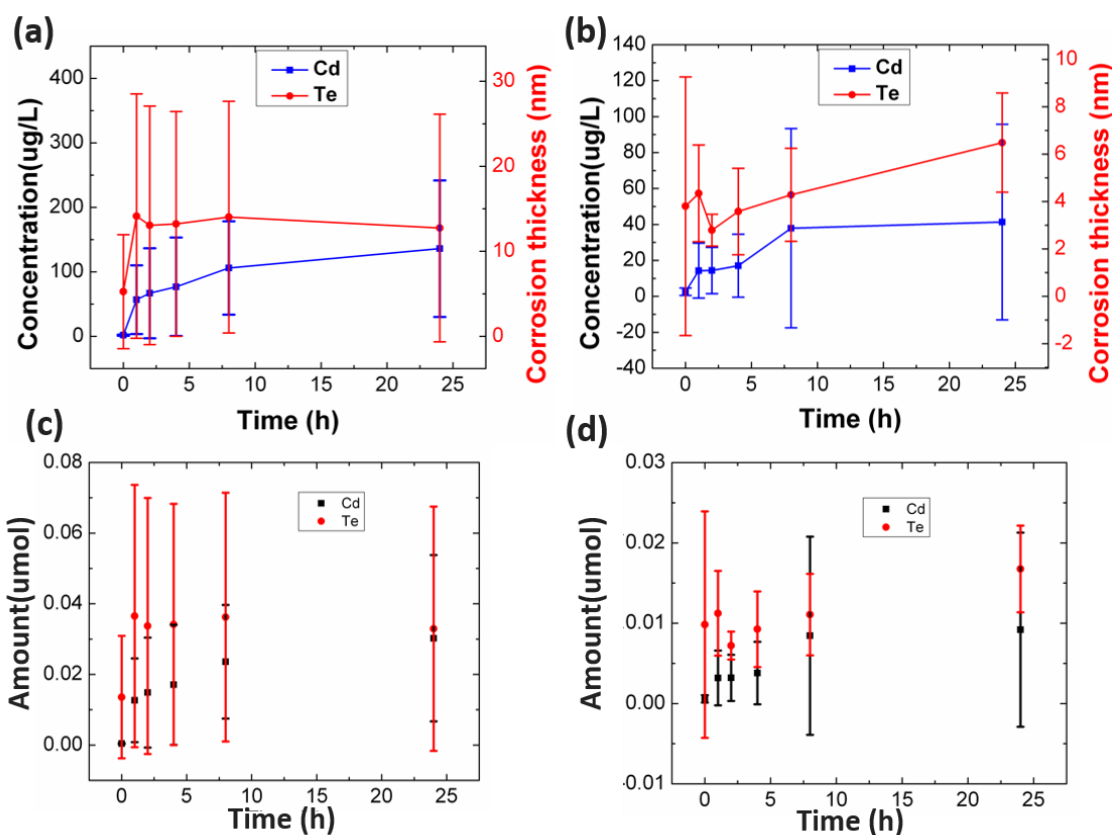 (a)
Cd
Te
400
300
200
100
0
30
20
10
0
0 5 10 15 20 25
Concentration(ug/L)
Corrosion thickness (nm)
Time (h)
(b)
Cd
Te
140
120
100
80
60
40
20
0
-20
-40
10
8
6
4
2
0
-2
0 5 10 15 20 25
Concentration(ug/L)
Corrosion thickness (nm)
Time (h)
(c)
Cd
Te
0.08
0.06
0.04
0.02
0.00
0 5 10 15 20 25
Amount(umol)
Time (h)
(d)
Cd
Te
0.03
0.02
0.01
0.00
0.01
0 5 10 15 20 25
Amount(umol)
Time (h)